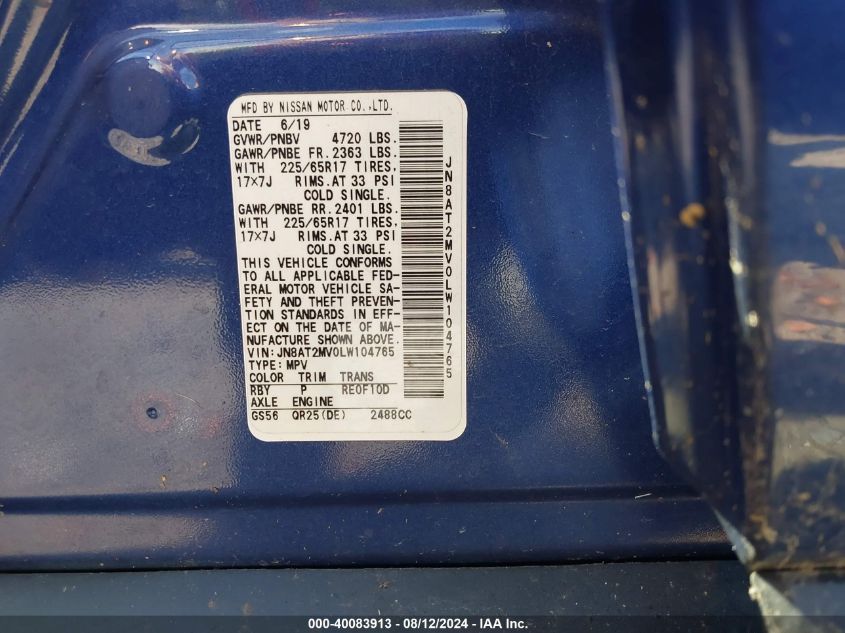 MFD BY NISSAN MOTOR CO.,LTD.
DATE 6/19
GVWR/PNBV 4720 LBS.
GAWR/PNBE FR. 2363 LBS.
WITH 225/65R17 TIRES,
17×7J RIMS.AT 33 PSI
COLD SINGLE.
GAWR/PNBE RR. 2401 LBS.
WITH 225/65R17 TIRES,
17×7J RIMS.AT 33 PSI
COLD SINGLE.
THIS VEHICLE CONFORMS
TO ALL APPLICABLE FED-
ERAL MOTOR VEHICLE SA-
FETY AND THEFT PREVEN-
TION STANDARDS IN EFF-
ECT ON THE DATE OF MA-
NUFACTURE SHOWN ABOVE.
VIN: JN8AT2MV0LW104765
TYPE: MPV
COLOR TRIM TRANS
RBY P RE0F10D
AXLE ENGINE
GS56 QR25(DE) 2488CC
JN8AT2MV0LW104765
000-40083913 - 08/12/2024 - IAA Inc.